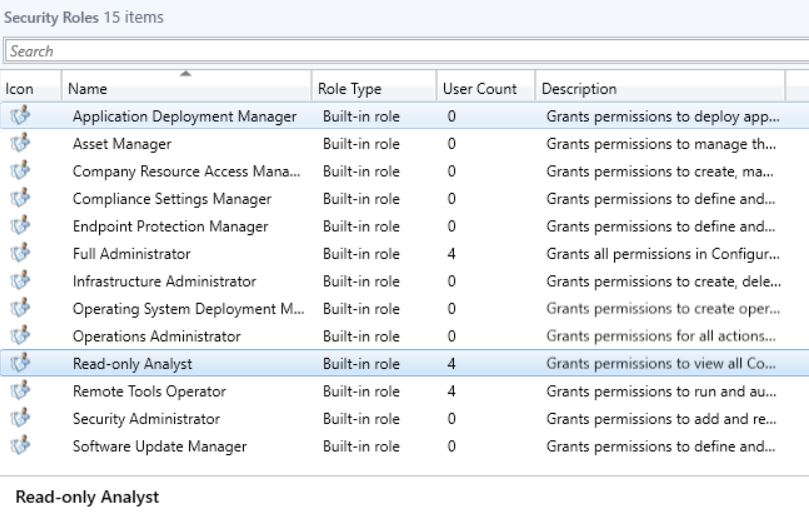 Security Roles 15 items
Search
Icon Name Role Type User Count Description
Application Deployment Manager Built-in role 0 Grants permissions to deploy app...
Asset Manager Built-in role 0 Grants permissions to manage th...
Company Resource Access Mana... Built-in role 0 Grants permissions to create, ma...
Compliance Settings Manager Built-in role 0 Grants permissions to define and...
Endpoint Protection Manager Built-in role 0 Grants permissions to define and...
Full Administrator Built-in role 4 Grants all permissions in Configur...
Infrastructure Administrator Built-in role 0 Grants permissions to create, dele...
Operating System Deployment M... Built-in role 0 Grants permissions to create oper...
Operations Administrator Built-in role 0 Grants permissions for all actions...
Read-only Analyst Built-in role 4 Grants permissions to view all Co...
Remote Tools Operator Built-in role 4 Grants permissions to run and au...
Security Administrator Built-in role 0 Grants permissions to add and re...
Software Update Manager Built-in role 0 Grants permissions to define and...
Read-only Analyst